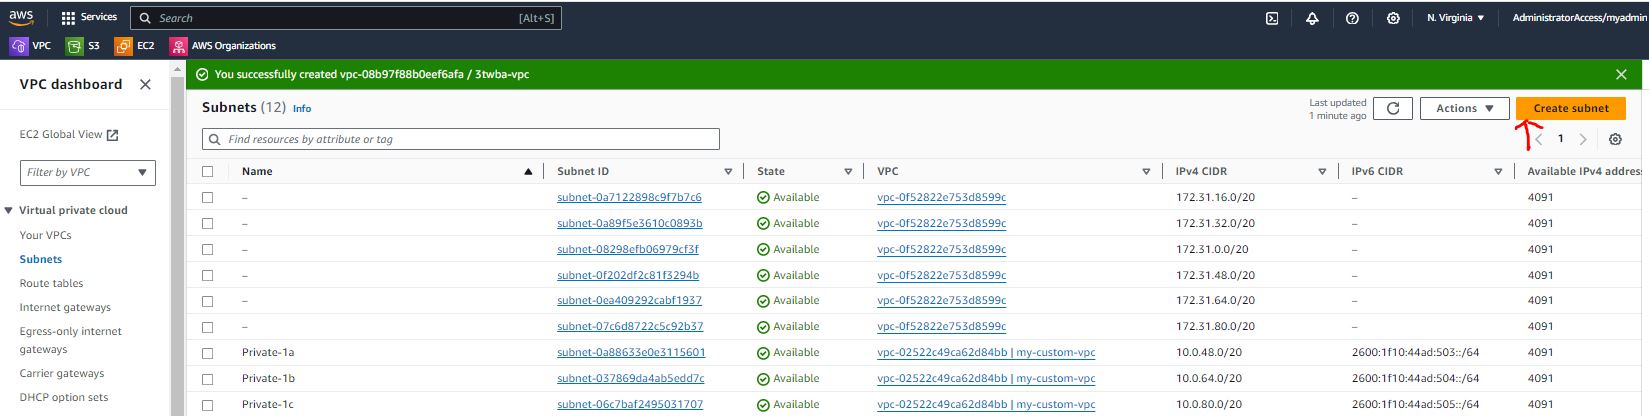 aws Services Search [Alt+S] N. Virginia AdministratorAccess/myadmin
VPC S3 EC2 AWS Organizations
VPC dashboard
EC2 Global View
Filter by VPC
Virtual private cloud
Your VPCs
Subnets
Route tables
Internet gateways
Egress-only internet
gateways
Carrier gateways
DHCP option sets
You successfully created vpc-08b97f88b0eef6afa / 3twba-vpc
Subnets (12) Info
Last updated
1 minute ago
Actions Create subnet
Find resources by attribute or tag 1
Name Subnet ID State VPC IPv4 CIDR IPv6 CIDR Available IPv4 address
– subnet-0a7122898c9f7b7c6 Available vpc-0f52822e753d8599c 172.31.16.0/20 – 4091
– subnet-0a89f5e3610c0893b Available vpc-0f52822e753d8599c 172.31.32.0/20 – 4091
– subnet-08298efb06979cf3f Available vpc-0f52822e753d8599c 172.31.0.0/20 – 4091
– subnet-0f202df2c81f3294b Available vpc-0f52822e753d8599c 172.31.48.0/20 – 4091
– subnet-0ea409292cabf1937 Available vpc-0f52822e753d8599c 172.31.64.0/20 – 4091
– subnet-07c6d8722c5c92b37 Available vpc-0f52822e753d8599c 172.31.80.0/20 – 4091
Private-1a subnet-0a88633e0e3115601 Available vpc-02522c49ca62d84bb | my-custom-vpc 10.0.48.0/20 2600:1f10:44ad:503::/64 4091
Private-1b subnet-037869da4ab5edd7c Available vpc-02522c49ca62d84bb | my-custom-vpc 10.0.64.0/20 2600:1f10:44ad:504::/64 4091
Private-1c subnet-06c7baf2495031707 Available vpc-02522c49ca62d84bb | my-custom-vpc 10.0.80.0/20 2600:1f10:44ad:505::/64 4091